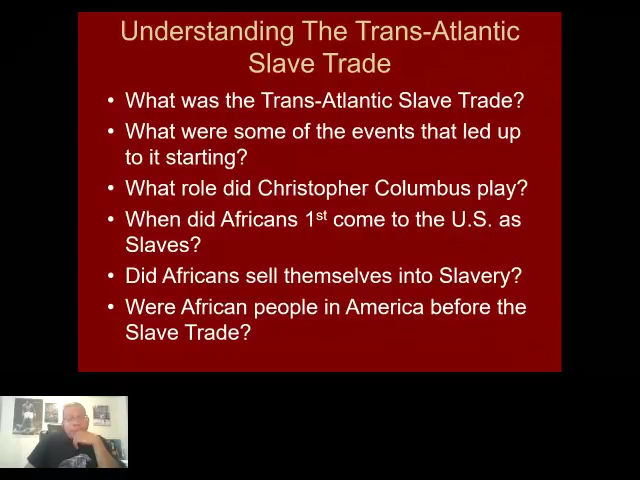 Understanding The Trans-Atlantic
Slave Trade
• What was the Trans-Atlantic Slave Trade?
• What were some of the events that led up
to it starting?
• What role did Christopher Columbus play?
• When did Africans 1st come to the U.S. as
Slaves?
• Did Africans sell themselves into Slavery?
• Were African people in America before the
Slave Trade?